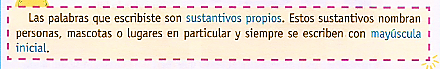 Las palabras que escribiste son sustantivos propios. Estos sustantivos nombran
personas, mascotas o lugares en particular y siempre se escriben con mayúscula
inicial.